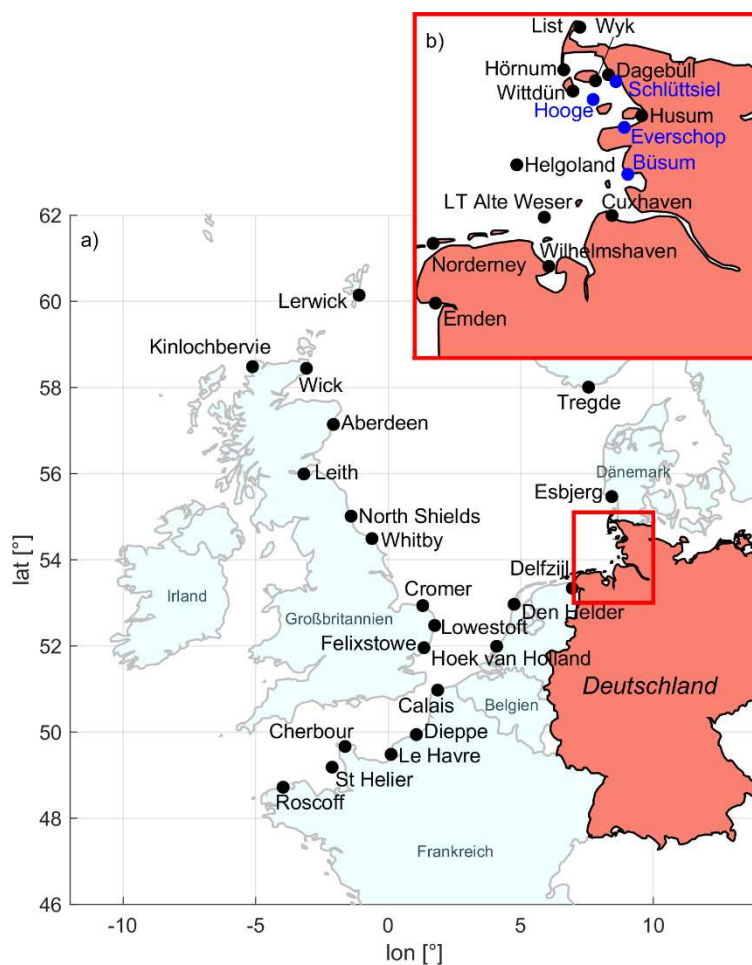 b)
List
Wyk
Hörnum
Dagebüll
Wittdün
Schlüttsiel
Hooge
Husum
Everschop
Büsum
Helgoland
LT Alte Weser
Cuxhaven
Norderney
Wilhelmshaven
Emden
62
a)
60
Lerwick
Kinlochbervie
58
Wick
Tregde
Aberdeen
56
Leith
Dänemark
Esbjerg
North Shields
54
Whitby
Delfzijl
Cromer
Den Helder
Irland
Großbritannien
52
Lowestoft
Felixstowe
Hoek van Holland
Deutschland
Calais
Belgien
50
Cherbour
Dieppe
Le Havre
St Helier
Roscoff
48
Frankreich
46
-10 -5 0 5 10
lon [°]
lat [°]